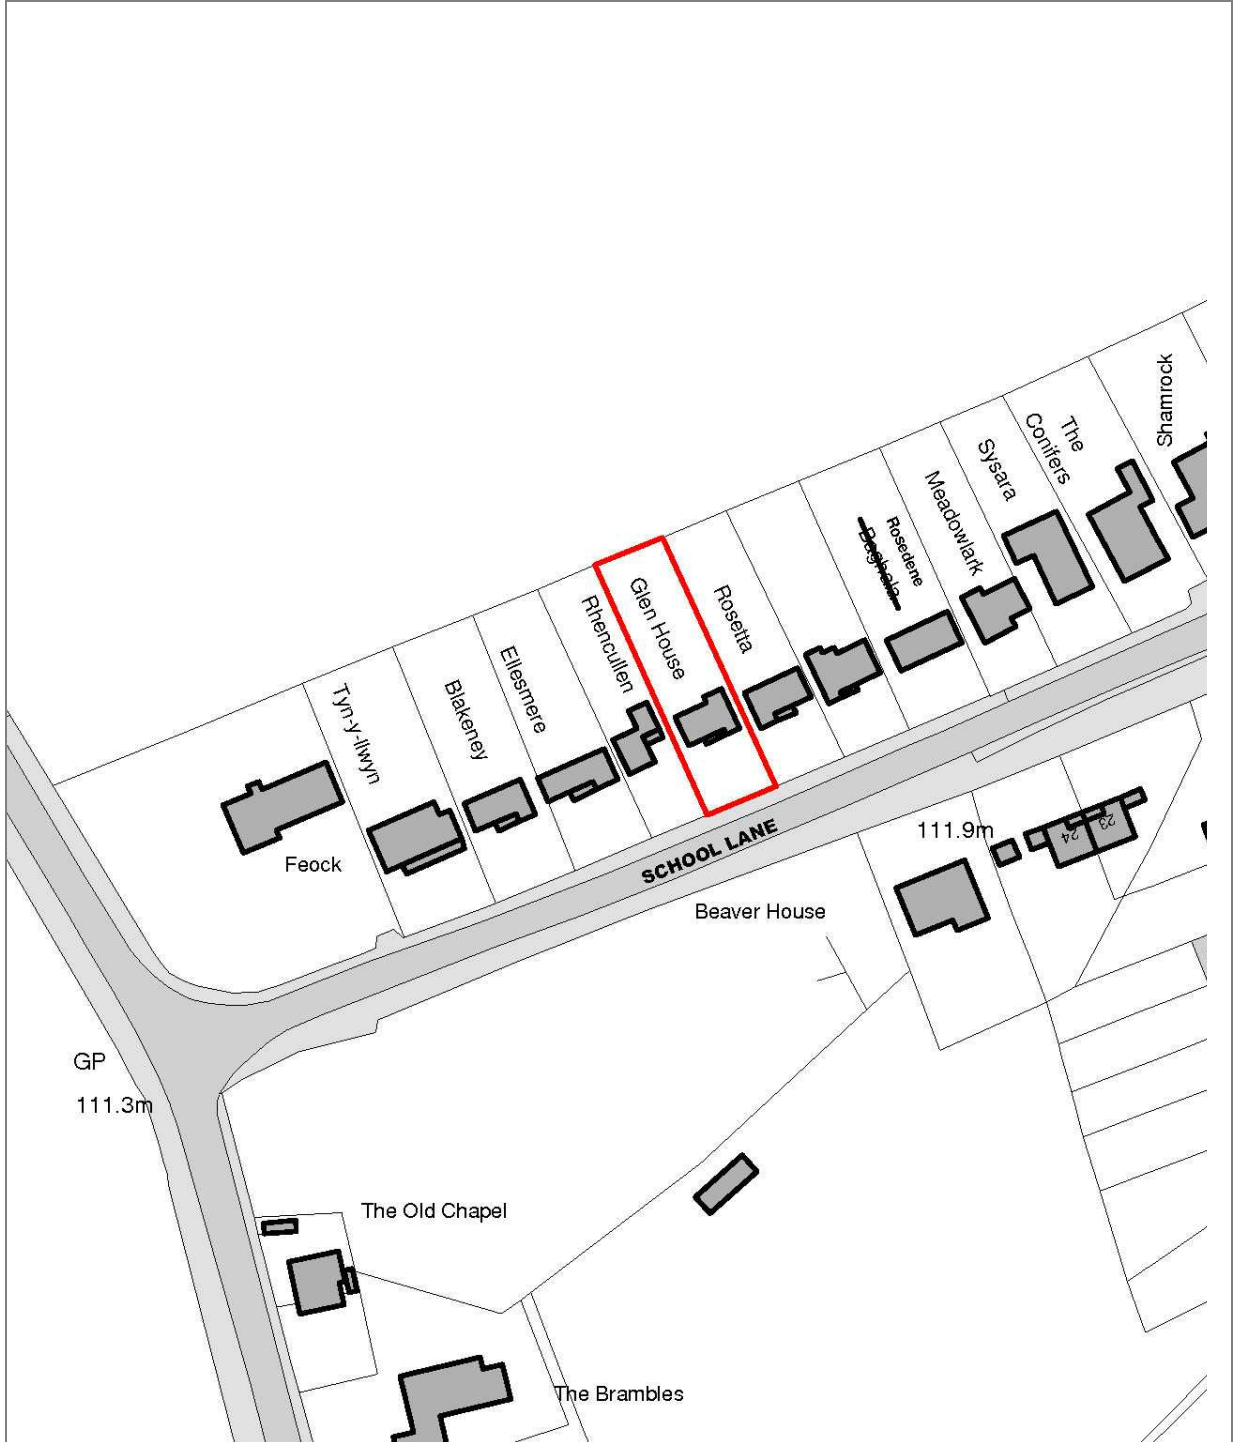 Shamrock
The
Conifers
Sysara
Meadowlark
Rosedene
Rosetta
Glen House
Rhencullen
Ellesmere
Blakeney
Tyn-y-llwyn
Feock
SCHOOL LANE
111.9m
24
23
Beaver House
GP
111.3m
The Old Chapel
The Brambles